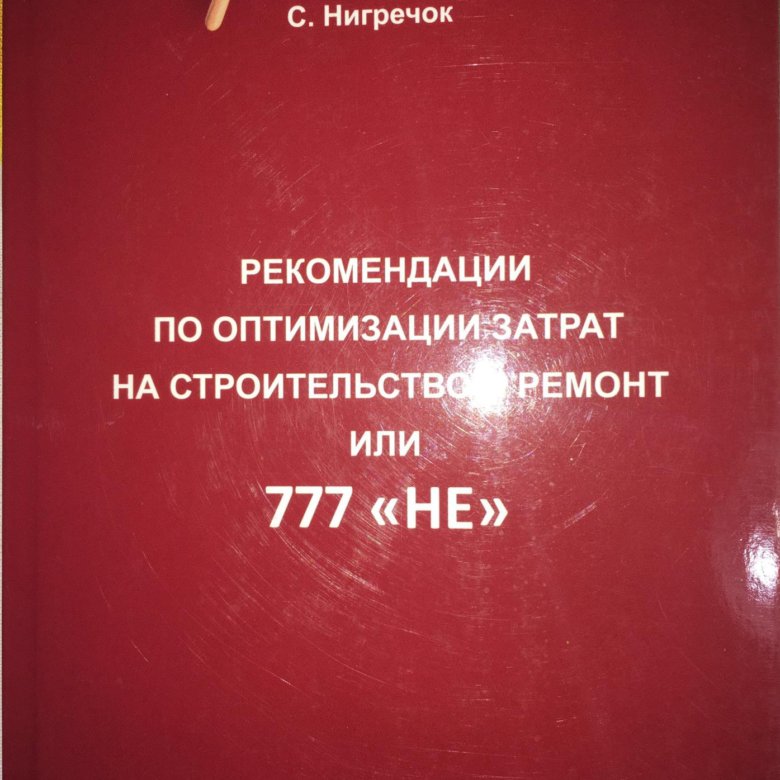 С. Нигречок
РЕКОМЕНДАЦИИ
ПО ОПТИМИЗАЦИИ ЗАТРАТ
НА СТРОИТЕЛЬСТВО И РЕМОНТ
ИЛИ
777 «НЕ»